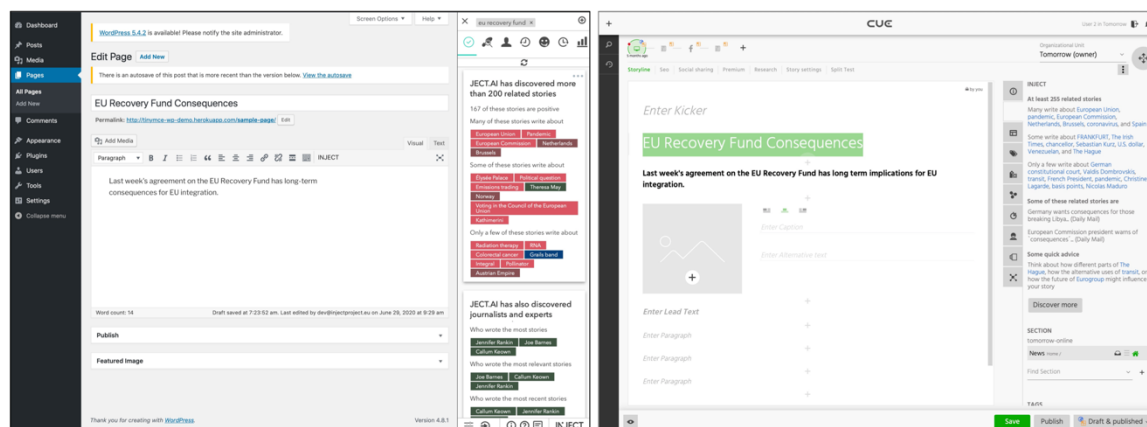 Dashboard
Posts
Media
Pages
All Pages
Add New
Comments
Appearance
Plugins
Users
Tools
Settings
Collapse menu
Screen Options
Help
WordPress 5.4.2 is available! Please notify the site administrator.
Edit Page
Add New
There is an autosave of this post that is more recent than the version below. View the autosave
EU Recovery Fund Consequences
Permalink: http://tinymce-wp-demo.herokuapp.com/sample-page/
Edit
Add Media
Visual
Text
Paragraph
INJECT
Last week's agreement on the EU Recovery Fund has long-term
consequences for EU integration.
Word count: 14
Draft saved at 7:23:52 am. Last edited by dev@injectproject.eu on June 29, 2020 at 9:29 am
Publish
Featured Image
Thank you for creating with WordPress.
Version 4.8.1
eu recovery fund ×
JECT.AI has discovered more
than 200 related stories
167 of these stories are positive
Many of these stories write about
European Union
Pandemic
European Commission
Netherlands
Brussels
Some of these stories write about
Élysée Palace
Political question
Emissions trading
Theresa May
Norway
Voting in the Council of the European
Union
Kathimerini
Only a few of these stories write about
Radiation therapy
RNA
Colorectal cancer
Grails band
Integral
Pollinator
Austrian Empire
JECT.AI has also discovered
journalists and experts
Who wrote the most stories
Jennifer Rankin
Joe Barnes
Callum Keown
Who wrote the most relevant stories
Joe Barnes
Callum Keown
Jennifer Rankin
Who wrote the most recent stories
Callum Keown
Jennifer Rankin
INJECT
CUE
User 2 in Tomorrow
Organizational Unit
Tomorrow (owner)
Storyline
Seo
Social sharing
Premium
Research
Story settings
Split Test
by you
Enter Kicker
EU Recovery Fund Consequences
Last week's agreement on the EU Recovery Fund has long term implications for EU
integration.
Enter Caption
Enter Alternative text
Enter Lead Text
Enter Paragraph
Enter Paragraph
Enter Paragraph
INJECT
At least 255 related stories
Many write about European Union,
pandemic, European Commission,
Netherlands, Brussels, coronavirus, and Spain
Some write about FRANKFURT, The Irish
Times, chancellor, Sebastian Kurz, U.S. dollar,
Venezuelan, and The Hague
Only a few write about German
constitutional court, Valdis Dombrovskis,
transit, French President, pandemic, Christine
Lagarde, basis points, Nicolas Maduro
Some of these related stories are
Germany wants consequences for those
breaking Libya.. (Daily Mail)
European Commission president warns of
`consequences`.. (Daily Mail)
Some quick advice
Think about how different parts of The
Hague, how the alternative uses of transit, or
how the future of Eurogroup might influence
your story
Discover more
SECTION
tomorrow-online
News
Find Section
TAGS
Save
Publish
Draft & published